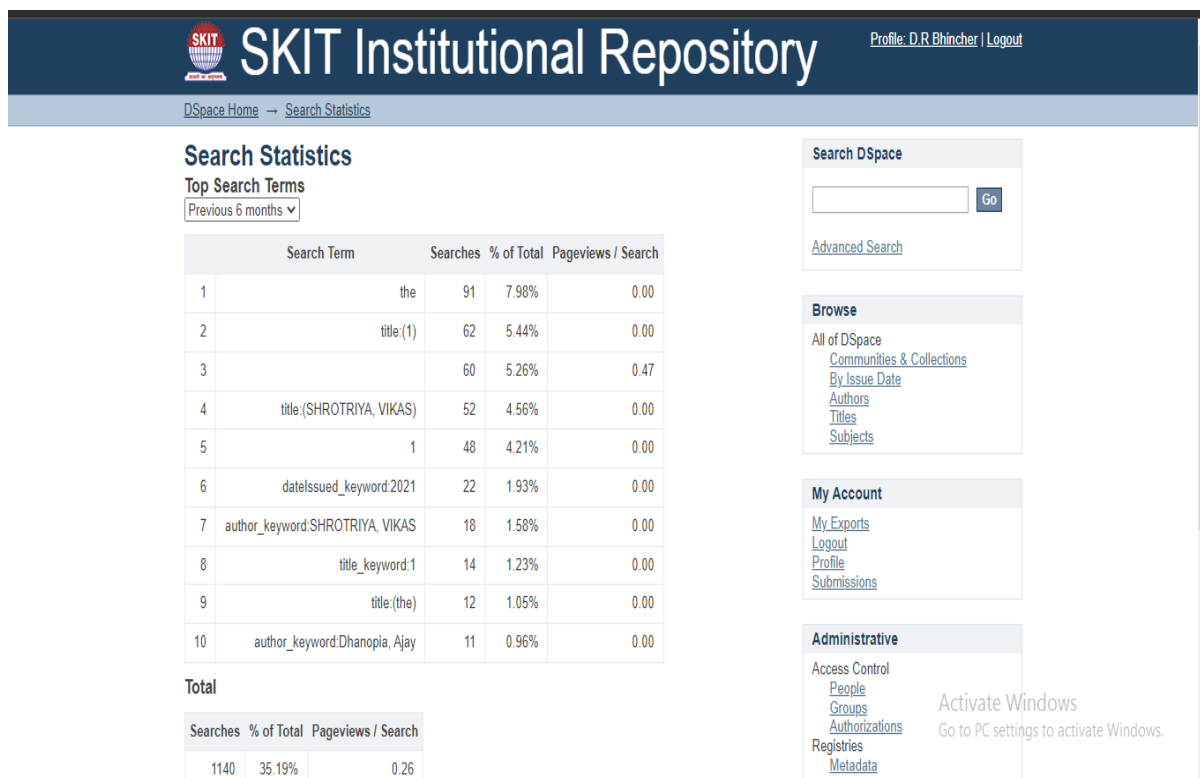 SKIT
SKIT Institutional Repository
Profile: D.R Bhincher | Logout
DSpace Home → Search Statistics
Search Statistics
Top Search Terms
Previous 6 months
Search Term Searches % of Total Pageviews / Search
1 the 91 7.98% 0.00
2 title:(1) 62 5.44% 0.00
3 60 5.26% 0.47
4 title:(SHROTRIYA, VIKAS) 52 4.56% 0.00
5 1 48 4.21% 0.00
6 dateIssued_keyword:2021 22 1.93% 0.00
7 author_keyword:SHROTRIYA, VIKAS 18 1.58% 0.00
8 title_keyword:1 14 1.23% 0.00
9 title:(the) 12 1.05% 0.00
10 author_keyword:Dhanopia, Ajay 11 0.96% 0.00
Total
Searches % of Total Pageviews / Search
1140 35.19% 0.26
Search DSpace
Go
Advanced Search
Browse
All of DSpace
Communities & Collections
By Issue Date
Authors
Titles
Subjects
My Account
My Exports
Logout
Profile
Submissions
Administrative
Access Control
People
Groups
Authorizations
Registries
Metadata
Activate Windows
Go to PC settings to activate Windows.